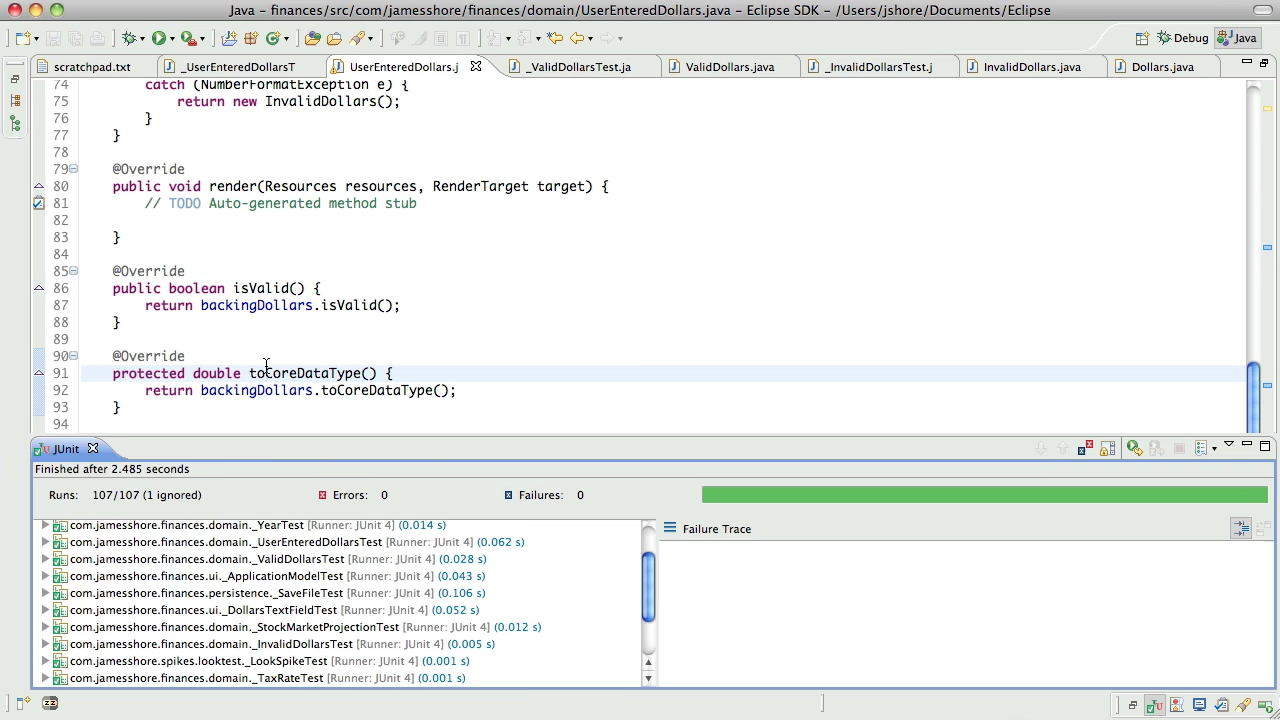 Java - finances/src/com/jamesshore/finances/domain/UserEnteredDollars.java - Eclipse SDK - /Users/jshore/Documents/Eclipse
Debug Java
scratchpad.txt _UserEnteredDollarsT UserEnteredDollars.j _ValidDollarsTest.ja ValidDollars.java _InvalidDollarsTest.j InvalidDollars.java Dollars.java
74 catch (NumberFormatException e) {
75 return new InvalidDollars();
76 }
77 }
78
79 @Override
80 public void render(Resources resources, RenderTarget target) {
81 // TODO Auto-generated method stub
82
83 }
84
85 @Override
86 public boolean isValid() {
87 return backingDollars.isValid();
88 }
89
90 @Override
91 protected double toCoreDataType() {
92 return backingDollars.toCoreDataType();
93 }
94
JUnit
Finished after 2.485 seconds
Runs: 107/107 (1 ignored) Errors: 0 Failures: 0
com.jamesshore.finances.domain._YearTest [Runner: JUnit 4] (0.014 s)
Failure Trace
com.jamesshore.finances.domain._UserEnteredDollarsTest [Runner: JUnit 4] (0.062 s)
com.jamesshore.finances.domain._ValidDollarsTest [Runner: JUnit 4] (0.028 s)
com.jamesshore.finances.ui._ApplicationModelTest [Runner: JUnit 4] (0.043 s)
com.jamesshore.finances.persistence._SaveFileTest [Runner: JUnit 4] (0.106 s)
com.jamesshore.finances.ui._DollarsTextFieldTest [Runner: JUnit 4] (0.052 s)
com.jamesshore.finances.domain._StockMarketProjectionTest [Runner: JUnit 4] (0.012 s)
com.jamesshore.finances.domain._InvalidDollarsTest [Runner: JUnit 4] (0.005 s)
com.jamesshore.spikes.looktest._LookSpikeTest [Runner: JUnit 4] (0.001 s)
com.jamesshore.finances.domain._TaxRateTest [Runner: JUnit 4] (0.001 s)